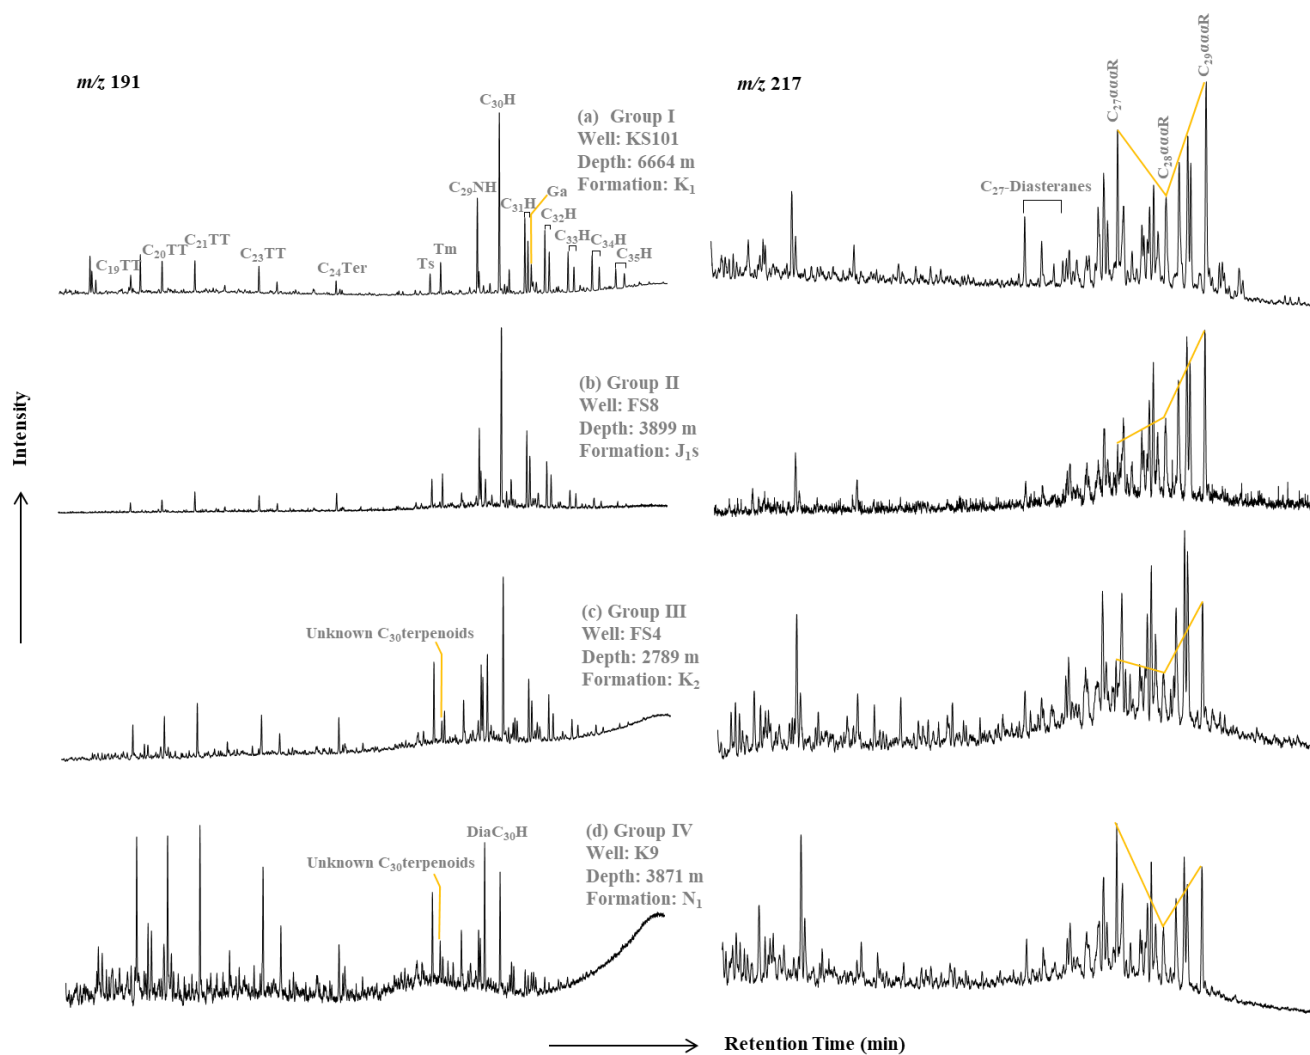 m/z 191
m/z 217
C₃₀H
(a) Group I
Well: KS101
Depth: 6664 m
Formation: K₁
C₂₉NH
Ga
C₃₁H
C₃₂H
C₃₃H
C₃₄H
C₃₅H
C₁₉TT
C₂₀TT
C₂₁TT
C₂₃TT
C₂₄Ter
Ts
Tm
C₂₇-Diasteranes
C₂₇αααR
C₂₈αααR
C₂₉αααR
(b) Group II
Well: FS8
Depth: 3899 m
Formation: J₁s
Intensity
Unknown C₃₀terpenoids
(c) Group III
Well: FS4
Depth: 2789 m
Formation: K₂
Unknown C₃₀terpenoids
DiaC₃₀H
(d) Group IV
Well: K9
Depth: 3871 m
Formation: N₁
Retention Time (min)